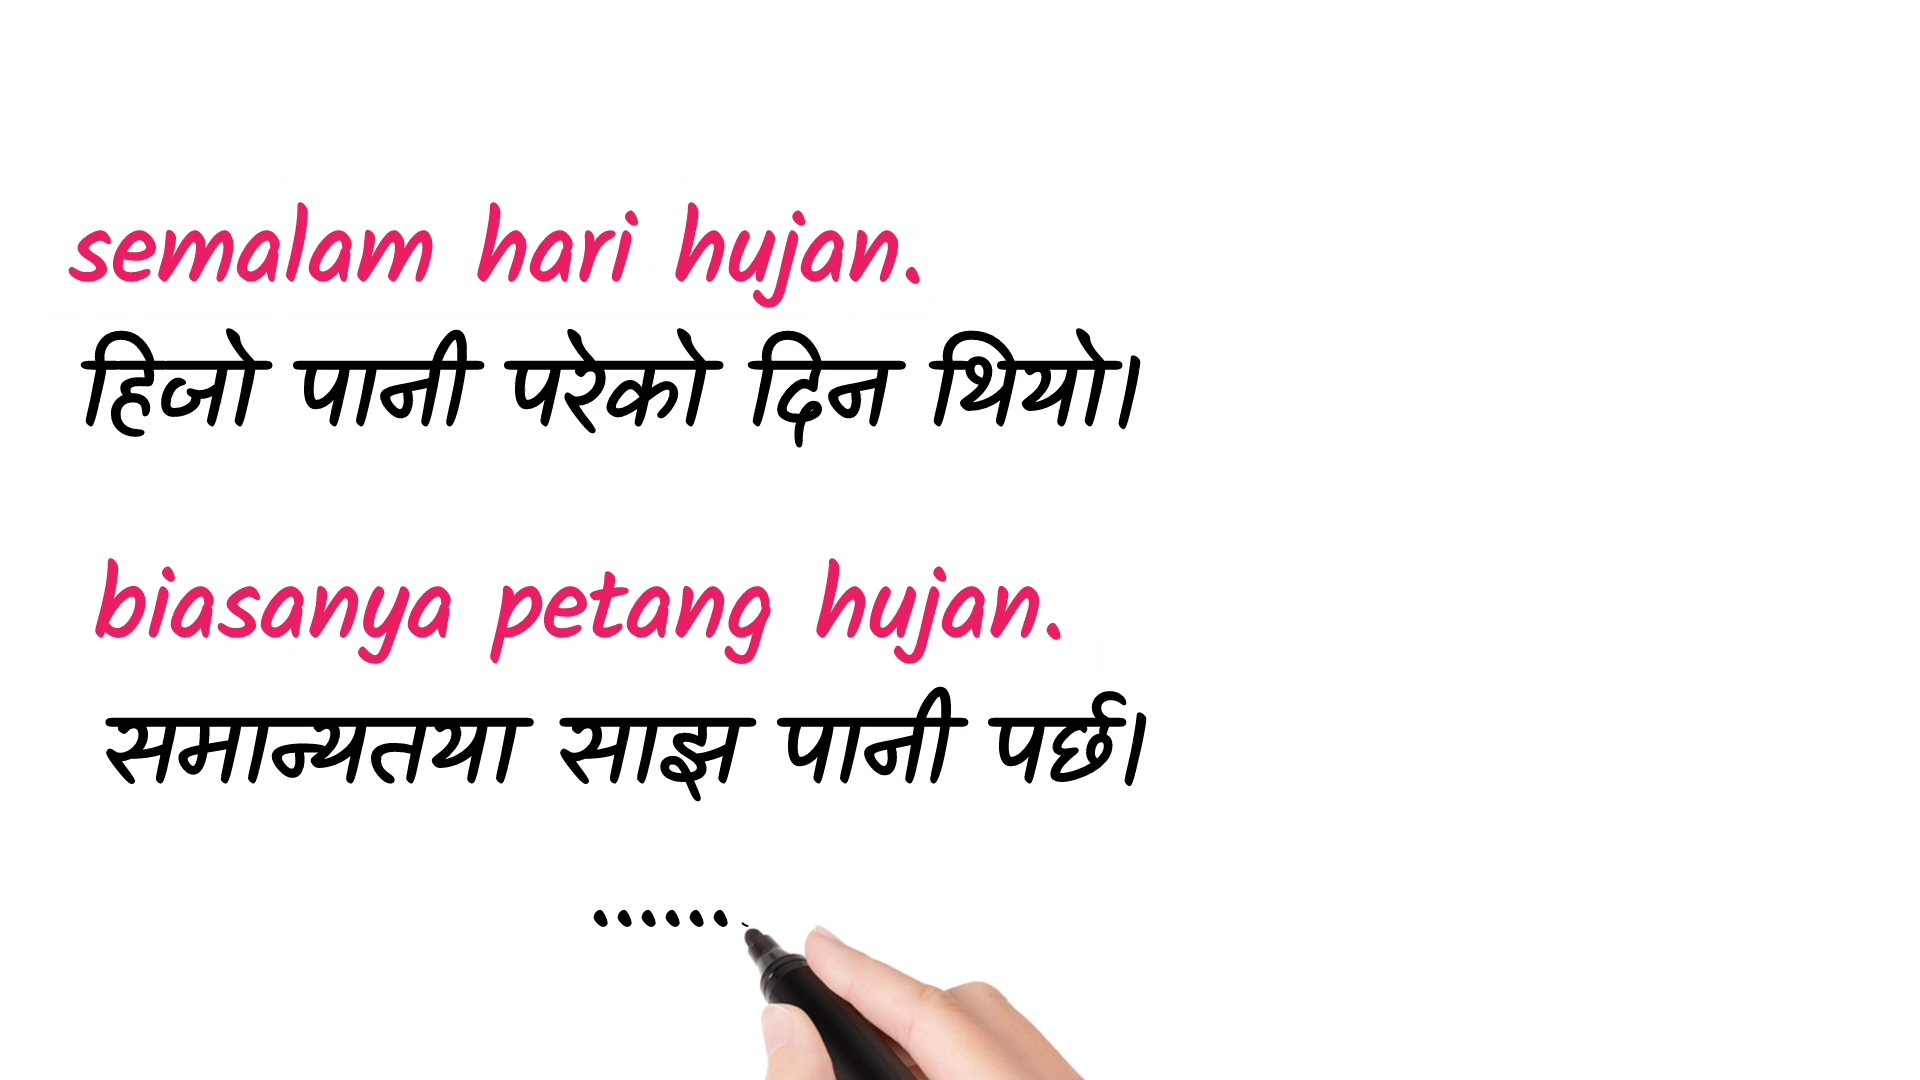 semalam hari hujan.
हिजो पानी परेको दिन थियो।
biasanya petang hujan.
समान्यतया साझ पानी पर्छ।
......